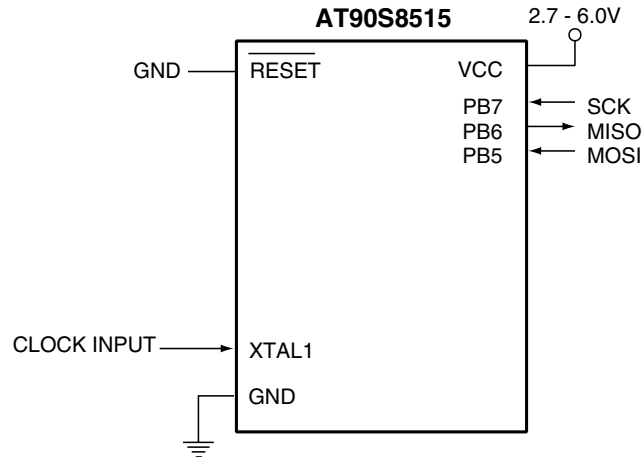 AT90S8515
2.7 - 6.0V
GND
RESET
VCC
PB7
SCK
PB6
MISO
PB5
MOSI
CLOCK INPUT
XTAL1
GND